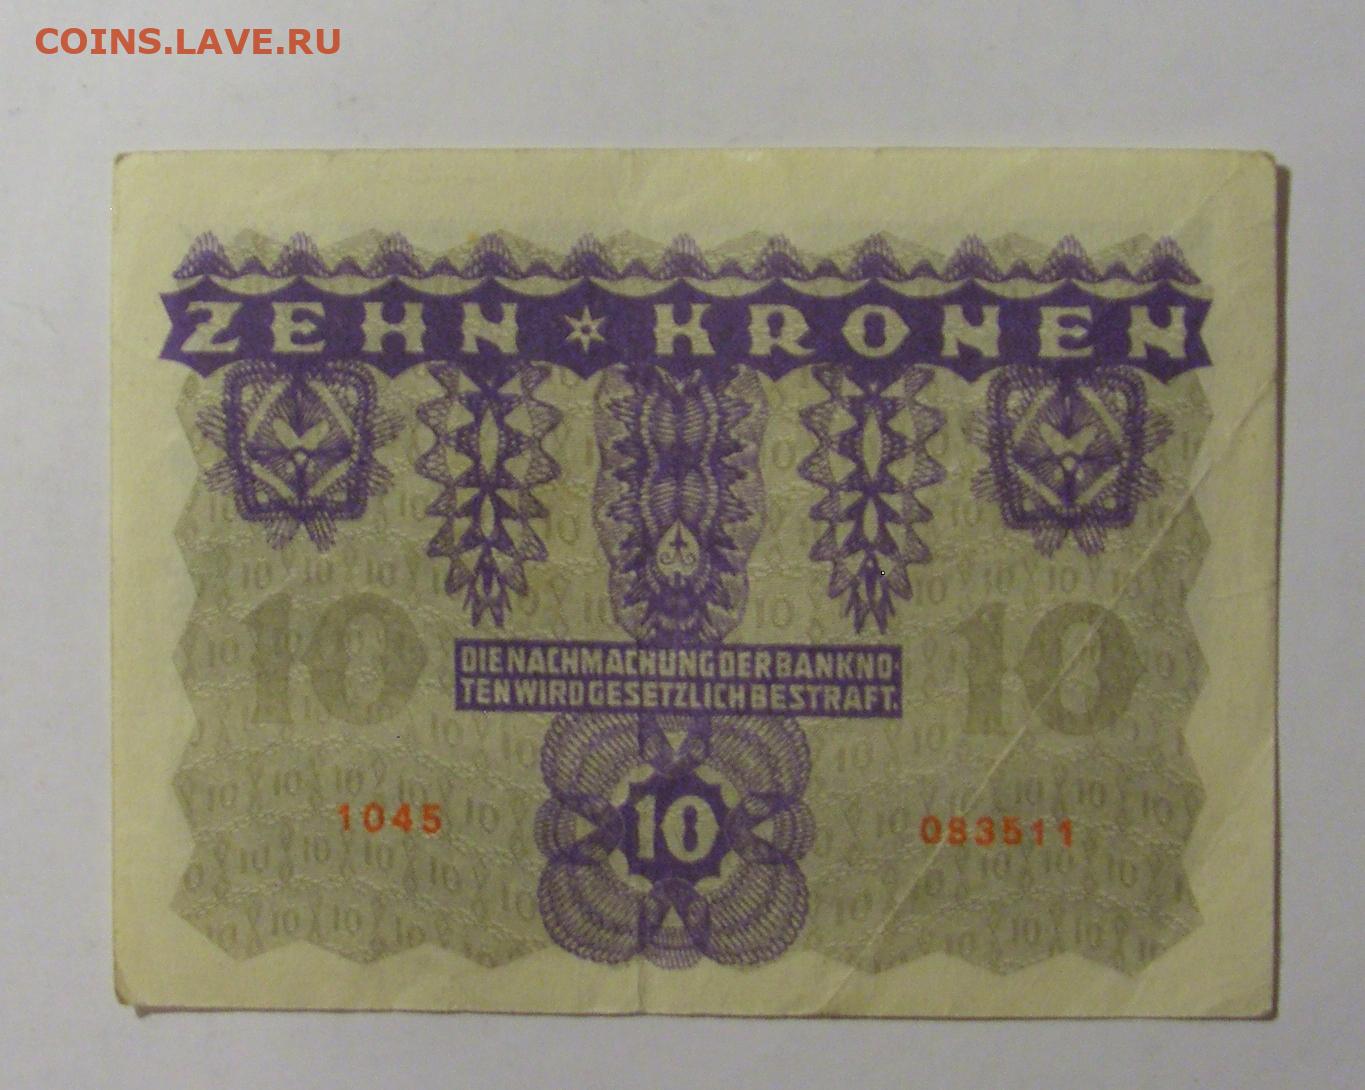 COINS.LAVE.RU
ZEHN KRONEN
10 10
DIE NACHMACHUNG DER BANKNO-
TEN WIRD GESETZLICH BESTRAFT.
10
1045 083511